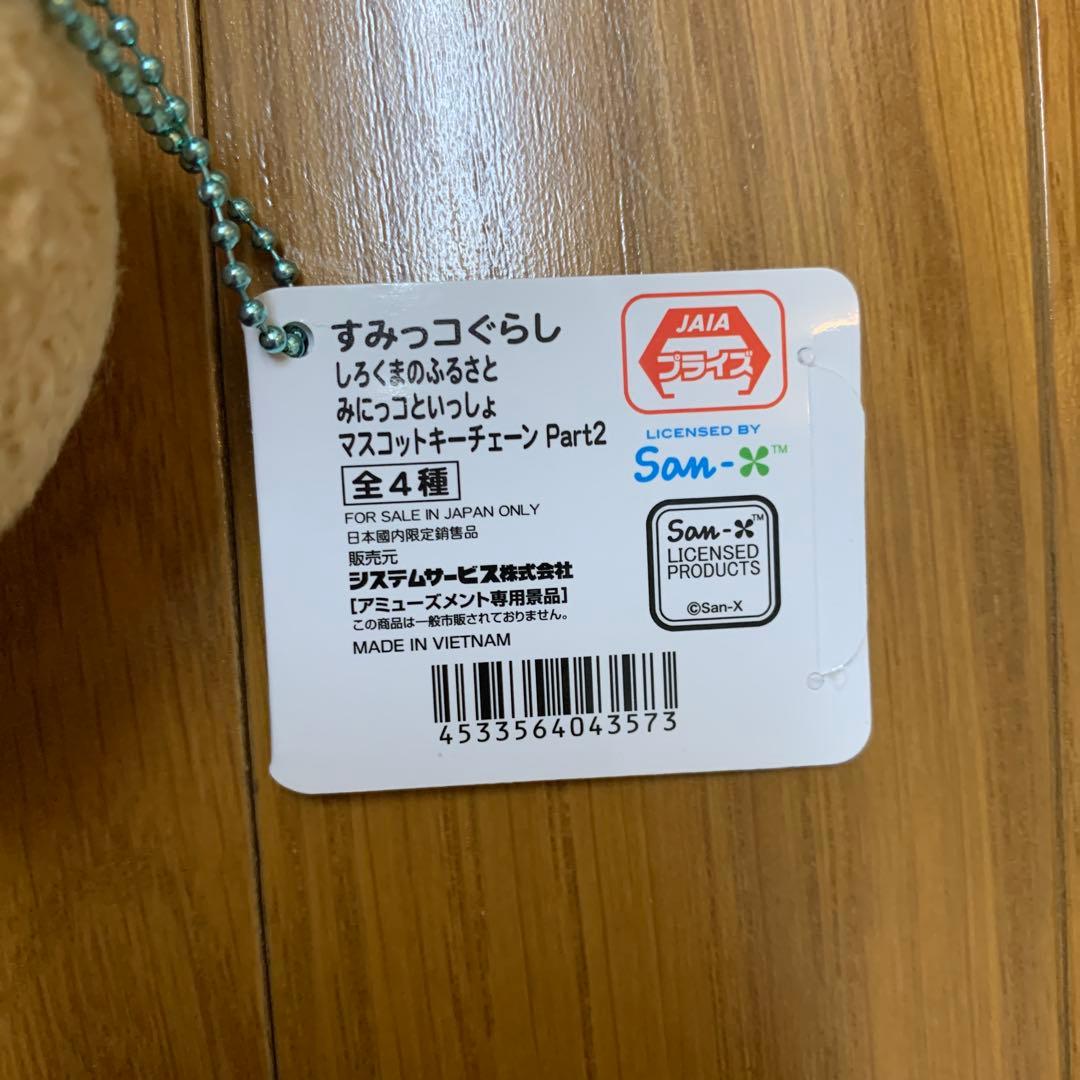 すみっコぐらし
しろくまのふるさと
みにっコといっしょ
マスコットキーチェーン Part2
全4種
FOR SALE IN JAPAN ONLY
日本國内限定銷售品
販売元
システムサービス株式会社
[アミューズメント専用景品]
この商品は一般市販されておりません。
MADE IN VIETNAM
4533564043573
JAIA
プライズ
LICENSED BY
San-X™
San-X™
LICENSED
PRODUCTS
©San-X